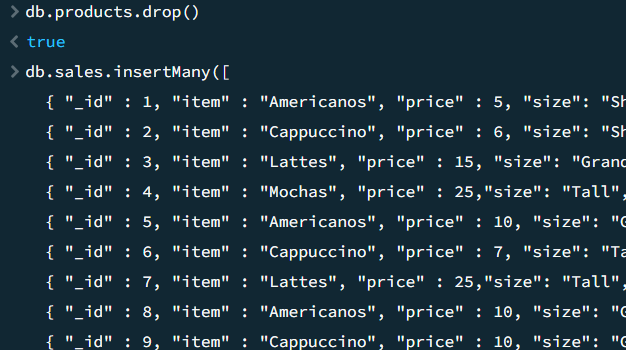 > db.products.drop()
< true
> db.sales.insertMany([
{ "_id" : 1, "item" : "Americanos", "price" : 5, "size": "Sh
{ "_id" : 2, "item" : "Cappuccino", "price" : 6, "size": "Sh
{ "_id" : 3, "item" : "Lattes", "price" : 15, "size": "Grand
{ "_id" : 4, "item" : "Mochas", "price" : 25,"size": "Tall",
{ "_id" : 5, "item" : "Americanos", "price" : 10, "size": "G
{ "_id" : 6, "item" : "Cappuccino", "price" : 7, "size": "Ta
{ "_id" : 7, "item" : "Lattes", "price" : 25,"size": "Tall",
{ "_id" : 8, "item" : "Americanos", "price" : 10, "size": "G
{ "_id" : 9, "item" : "Cappuccino", "price" : 10, "size": "G